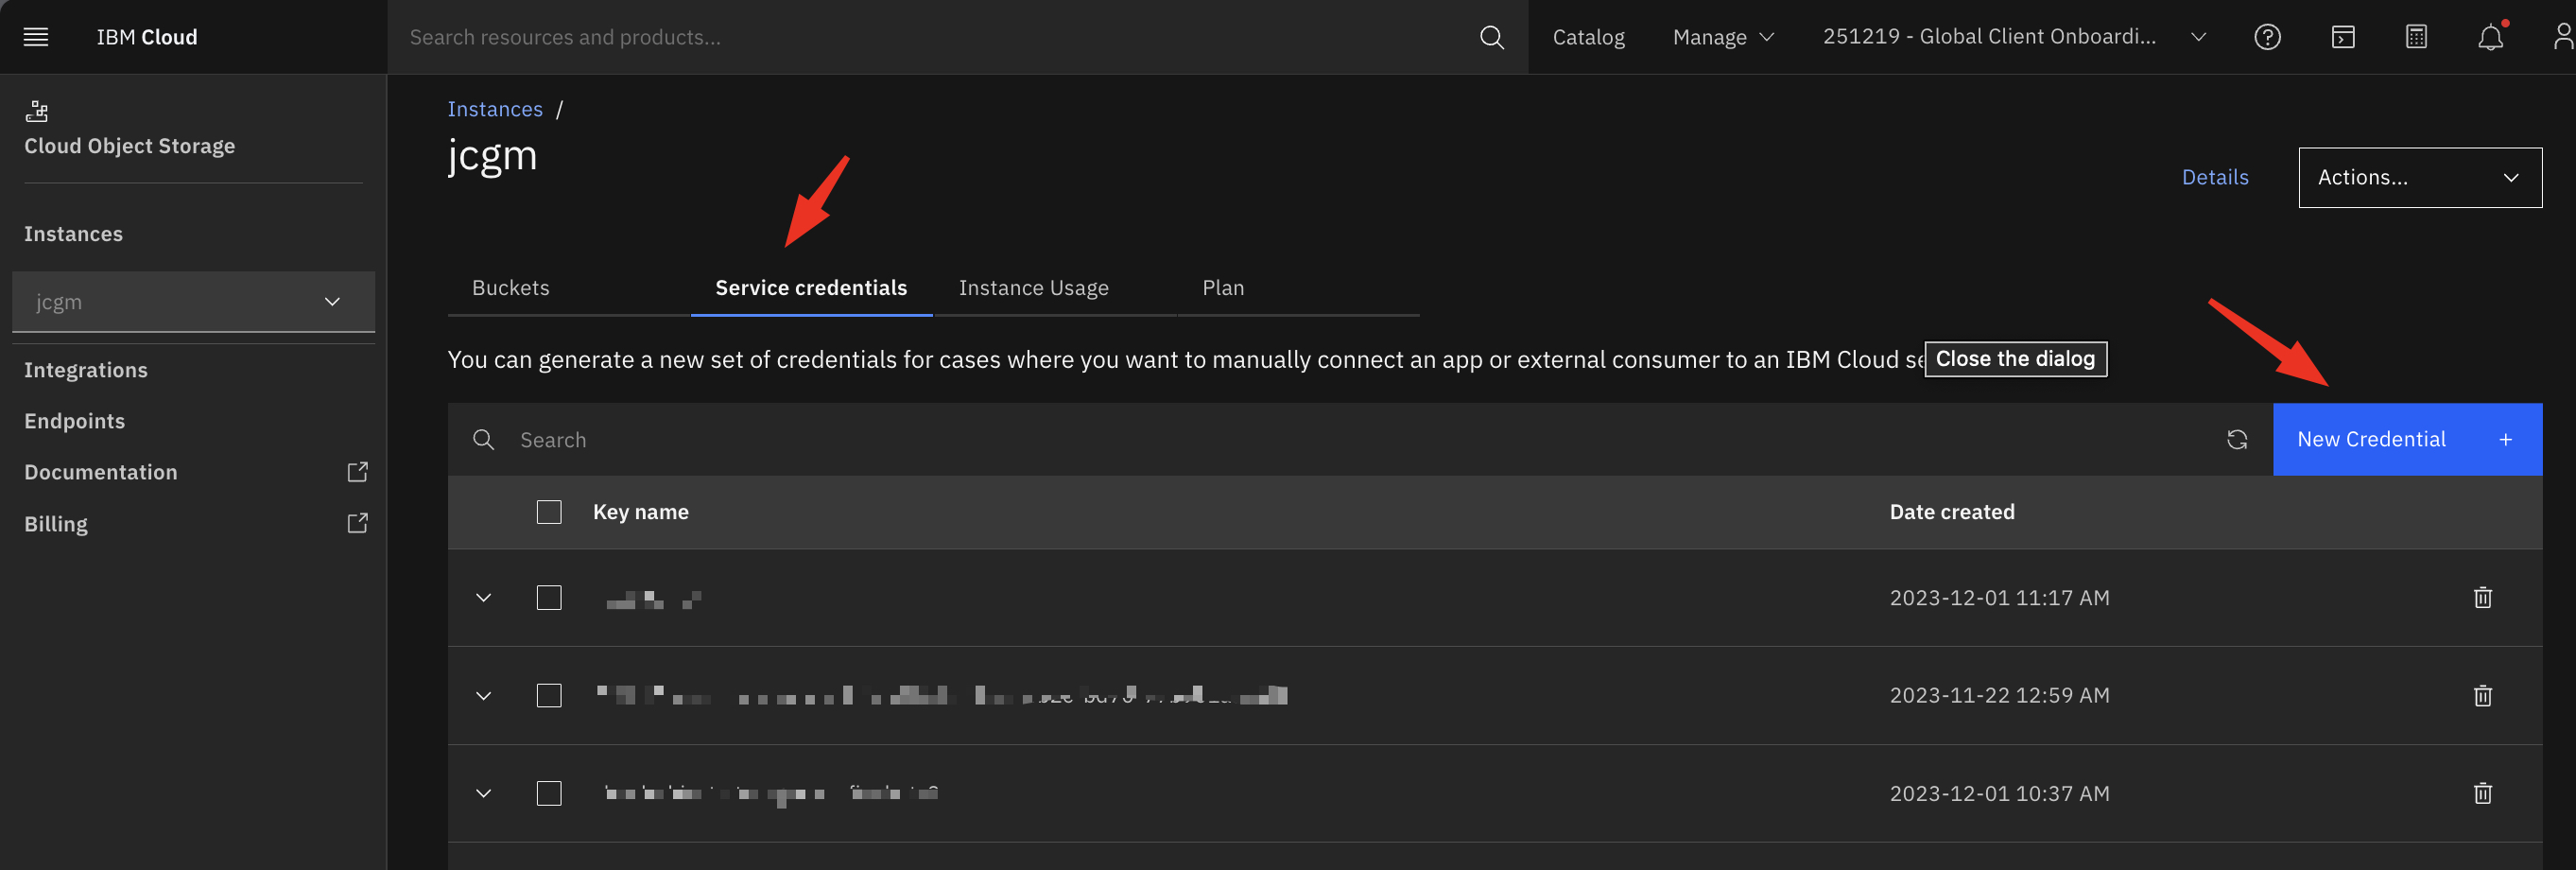 IBM Cloud
Search resources and products...
Catalog
Manage
251219 - Global Client Onboardi...
Cloud Object Storage
Instances
jcgm
Integrations
Endpoints
Documentation
Billing
Instances /
jcgm
Details
Actions...
Buckets
Service credentials
Instance Usage
Plan
You can generate a new set of credentials for cases where you want to manually connect an app or external consumer to an IBM Cloud se
Close the dialog
Search
New Credential +
Key name
Date created
2023-12-01 11:17 AM
2023-11-22 12:59 AM
2023-12-01 10:37 AM